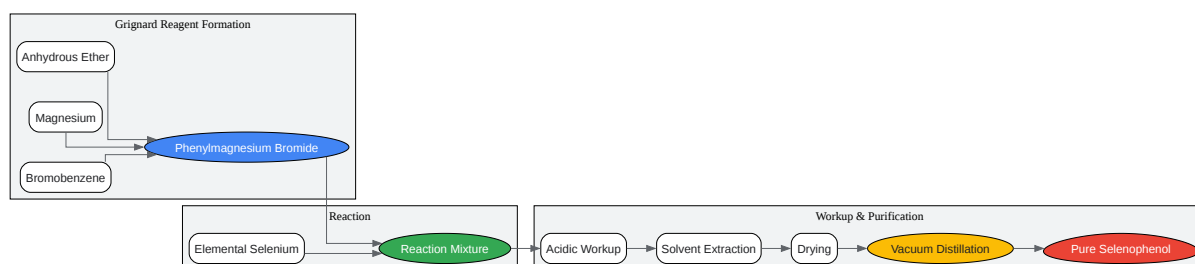 Grignard Reagent Formation
Anhydrous Ether
Magnesium
Phenylmagnesium Bromide
Bromobenzene
Reaction
Elemental Selenium
Reaction Mixture
Workup & Purification
Acidic Workup
Solvent Extraction
Drying
Vacuum Distillation
Pure Selenophenol